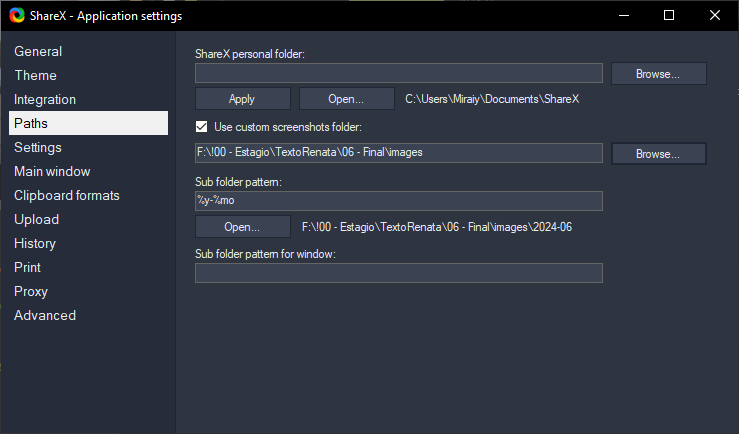 ShareX - Application settings
General
Theme
Integration
Paths
Settings
Main window
Clipboard formats
Upload
History
Print
Proxy
Advanced
ShareX personal folder:
Browse...
Apply
Open...
C:\Users\Miraiy\Documents\ShareX
Use custom screenshots folder:
F:\!00 - Estagio\TextoRenata\06 - Final\images
Browse...
Sub folder pattern:
%y-%mo
Open...
F:\!00 - Estagio\TextoRenata\06 - Final\images\2024-06
Sub folder pattern for window: